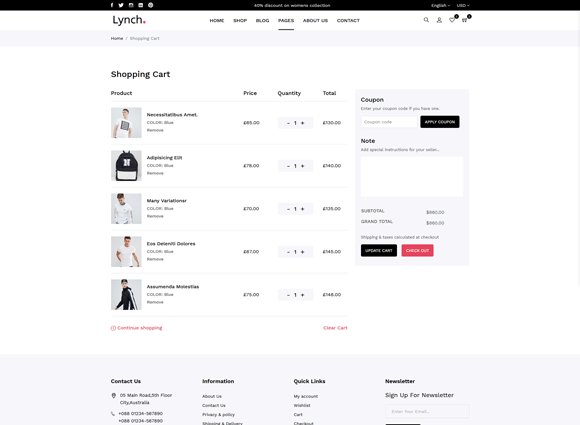 40% discount on womens collection
English
USD
Lynch.
HOME
SHOP
BLOG
PAGES
ABOUT US
CONTACT
Home / Shopping Cart
Shopping Cart
Product
Price
Quantity
Total
Necessitatibus Amet.
COLOR: Blue
Remove
£65.00
- 1 +
£130.00
Adipisicing Elit
COLOR: Blue
Remove
£78.00
- 1 +
£140.00
Many Variationsr
COLOR: Blue
Remove
£70.00
- 1 +
£135.00
Eos Deleniti Dolores
COLOR: Blue
Remove
£67.00
- 1 +
£145.00
Assumenda Molestias
COLOR: Blue
Remove
£75.00
- 1 +
£148.00
Continue shopping
Clear Cart
Coupon
Enter your coupon code if you have one.
Coupon code
APPLY COUPON
Note
Add special instructions for your seller...
SUBTOTAL
GRAND TOTAL
Shipping & taxes calculated at checkout
UPDATE CART
CHECK OUT
Contact Us
05 Main Road,5th Floor
City,Australia
+088 01234-567890
+088 01234-567890
Information
About Us
Contact Us
Privacy & policy
Shipping & Delivery
Quick Links
My account
Wishlist
Cart
Checkout
Newsletter
Sign Up For Newsletter
Enter Your Email..